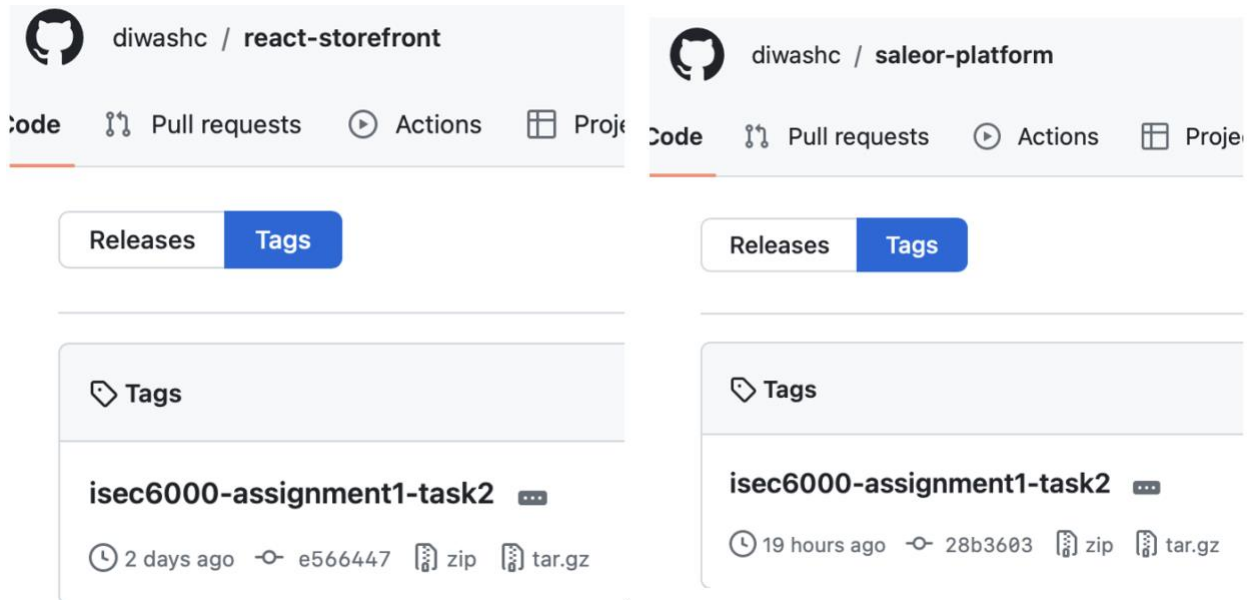 diwashc / react-storefront
Code Pull requests Actions Proje
Releases Tags
Tags
isec6000-assignment1-task2
2 days ago e566447 zip tar.gz
diwashc / saleor-platform
Code Pull requests Actions Proje
Releases Tags
Tags
isec6000-assignment1-task2
19 hours ago 28b3603 zip tar.gz